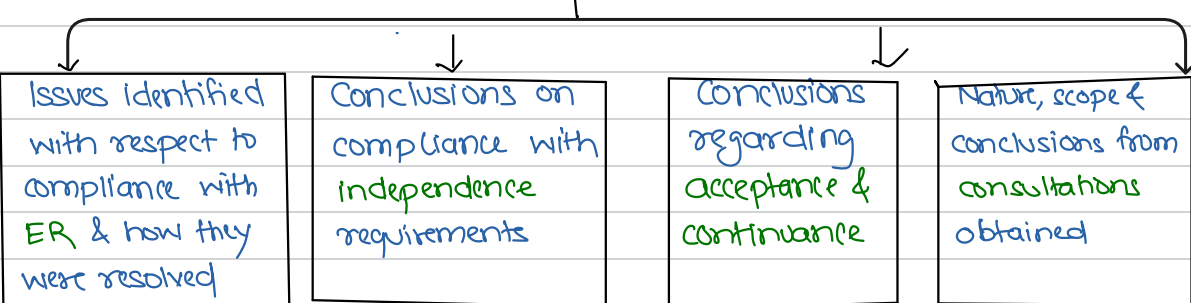 Issues identified
with respect to
compliance with
ER & how they
were resolved
Conclusions on
compliance with
independence
requirements
Conclusions
regarding
acceptance &
continuance
Nature, scope &
conclusions from
consultations
obtained